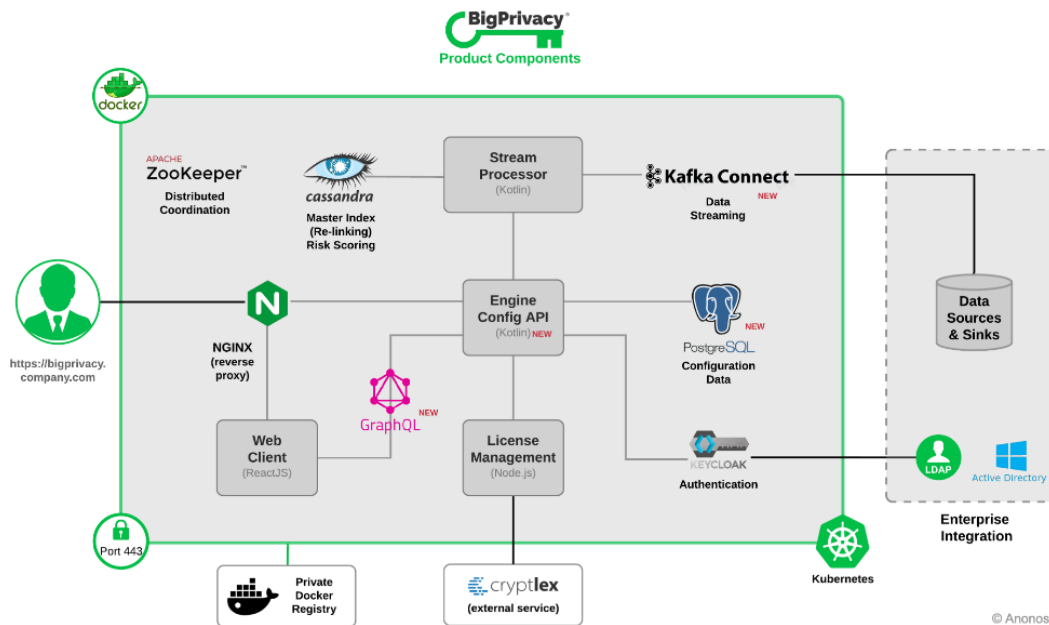 BigPrivacy®
Product Components
docker
APACHE
ZooKeeper™
Distributed
Coordination
cassandra
Master Index
(Re-linking)
Risk Scoring
Stream
Processor
(Kotlin)
Kafka Connect
NEW
Data
Streaming
https://bigprivacy.
company.com
N
NGINX
(reverse
proxy)
Engine
Config API
(Kotlin)
NEW
PostgreSQL
NEW
Configuration
Data
Data
Sources
& Sinks
GraphQL
NEW
Web
Client
(ReactJS)
License
Management
(Node.js)
KEYCLOAK
Authentication
LDAP
Active Directory
Enterprise
Integration
Port 443
Kubernetes
Private
Docker
Registry
cryptlex
(external service)
© Anonos